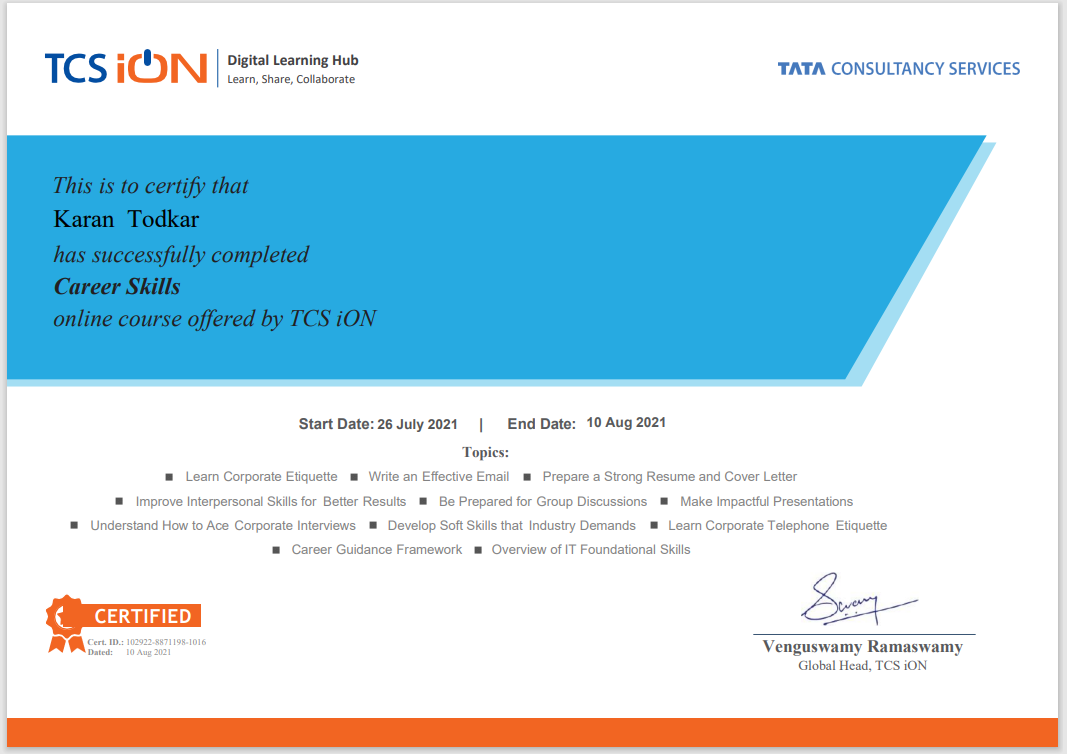 TCS iON
Digital Learning Hub
Learn, Share, Collaborate
TATA CONSULTANCY SERVICES
This is to certify that
Karan Todkar
has successfully completed
Career Skills
online course offered by TCS iON
Start Date: 26 July 2021 | End Date: 10 Aug 2021
Topics:
■ Learn Corporate Etiquette ■ Write an Effective Email ■ Prepare a Strong Resume and Cover Letter
■ Improve Interpersonal Skills for Better Results ■ Be Prepared for Group Discussions ■ Make Impactful Presentations
■ Understand How to Ace Corporate Interviews ■ Develop Soft Skills that Industry Demands ■ Learn Corporate Telephone Etiquette
■ Career Guidance Framework ■ Overview of IT Foundational Skills
CERTIFIED
Cert. ID.: 102922-8871198-1016
Dated: 10 Aug 2021
Swamy
Venguswamy Ramaswamy
Global Head, TCS iON